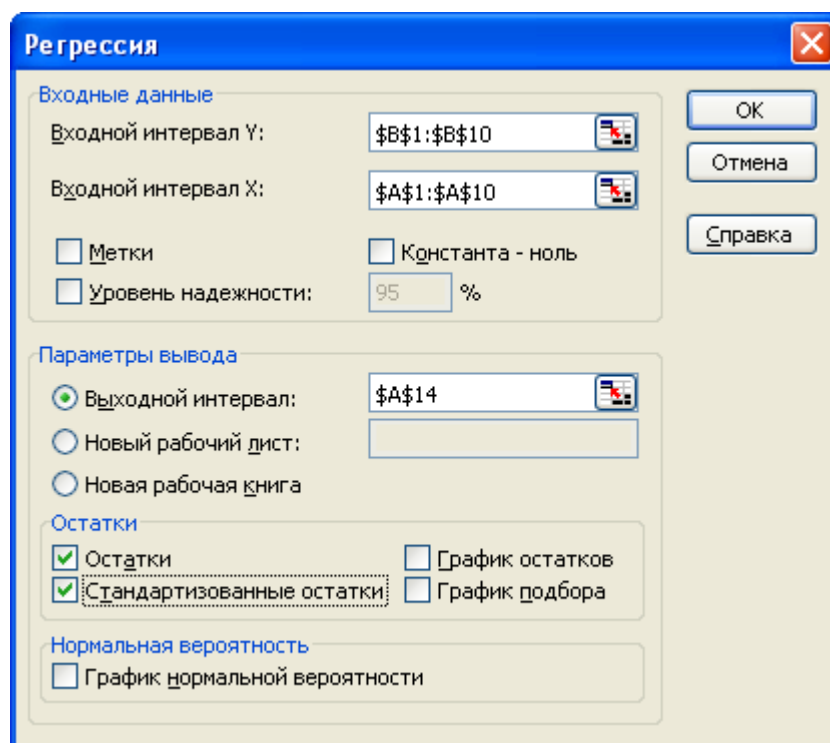 Регрессия
Входные данные
Входной интервал Y: $B$1:$B$10
Входной интервал X: $A$1:$A$10
Метки Константа - ноль
Уровень надежности: 95 %
OK
Отмена
Справка
Параметры вывода
Выходной интервал: $A$14
Новый рабочий лист:
Новая рабочая книга
Остатки
Остатки График остатков
Стандартизованные остатки График подбора
Нормальная вероятность
График нормальной вероятности